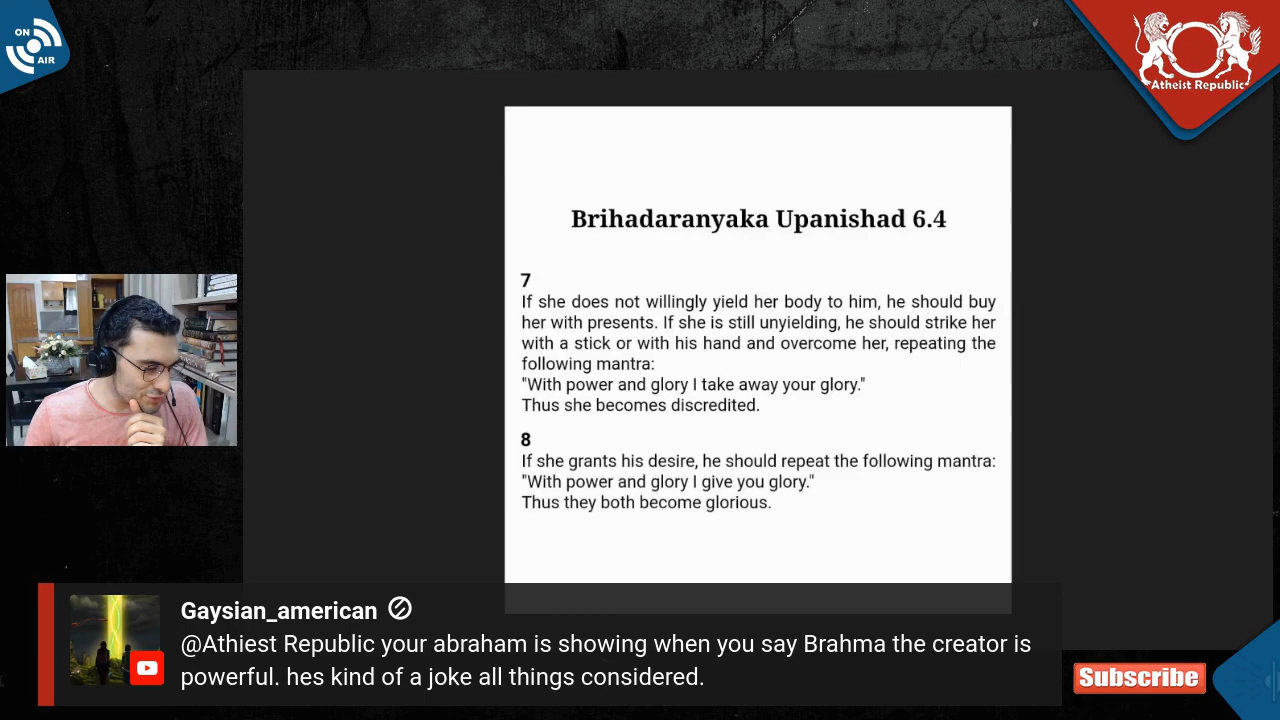 ON
AIR
Atheist Republic
Brihadaranyaka Upanishad 6.4
7
If she does not willingly yield her body to him, he should buy
her with presents. If she is still unyielding, he should strike her
with a stick or with his hand and overcome her, repeating the
following mantra:
"With power and glory I take away your glory."
Thus she becomes discredited.
8
If she grants his desire, he should repeat the following mantra:
"With power and glory I give you glory."
Thus they both become glorious.
Gaysian_american
@Athiest Republic your abraham is showing when you say Brahma the creator is
powerful. hes kind of a joke all things considered.
Subscribe